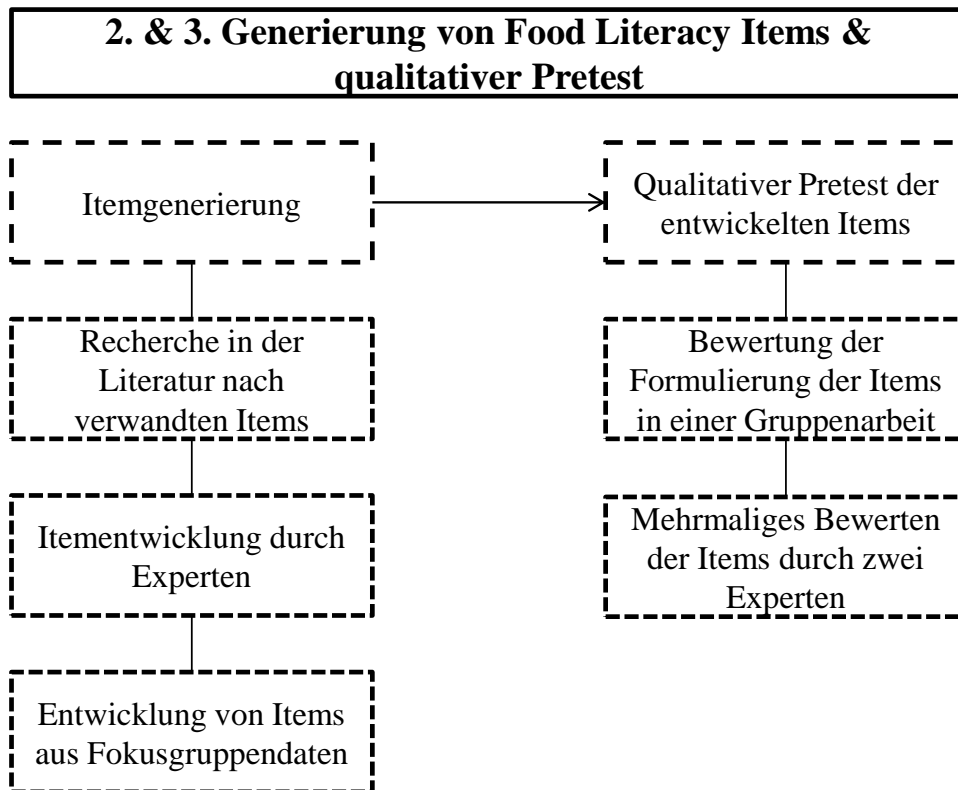 2. & 3. Generierung von Food Literacy Items &
qualitativer Pretest
Itemgenerierung
Recherche in der
Literatur nach
verwandten Items
Itementwicklung durch
Experten
Entwicklung von Items
aus Fokusgruppendaten
Qualitativer Pretest der
entwickelten Items
Bewertung der
Formulierung der Items
in einer Gruppenarbeit
Mehrmaliges Bewerten
der Items durch zwei
Experten